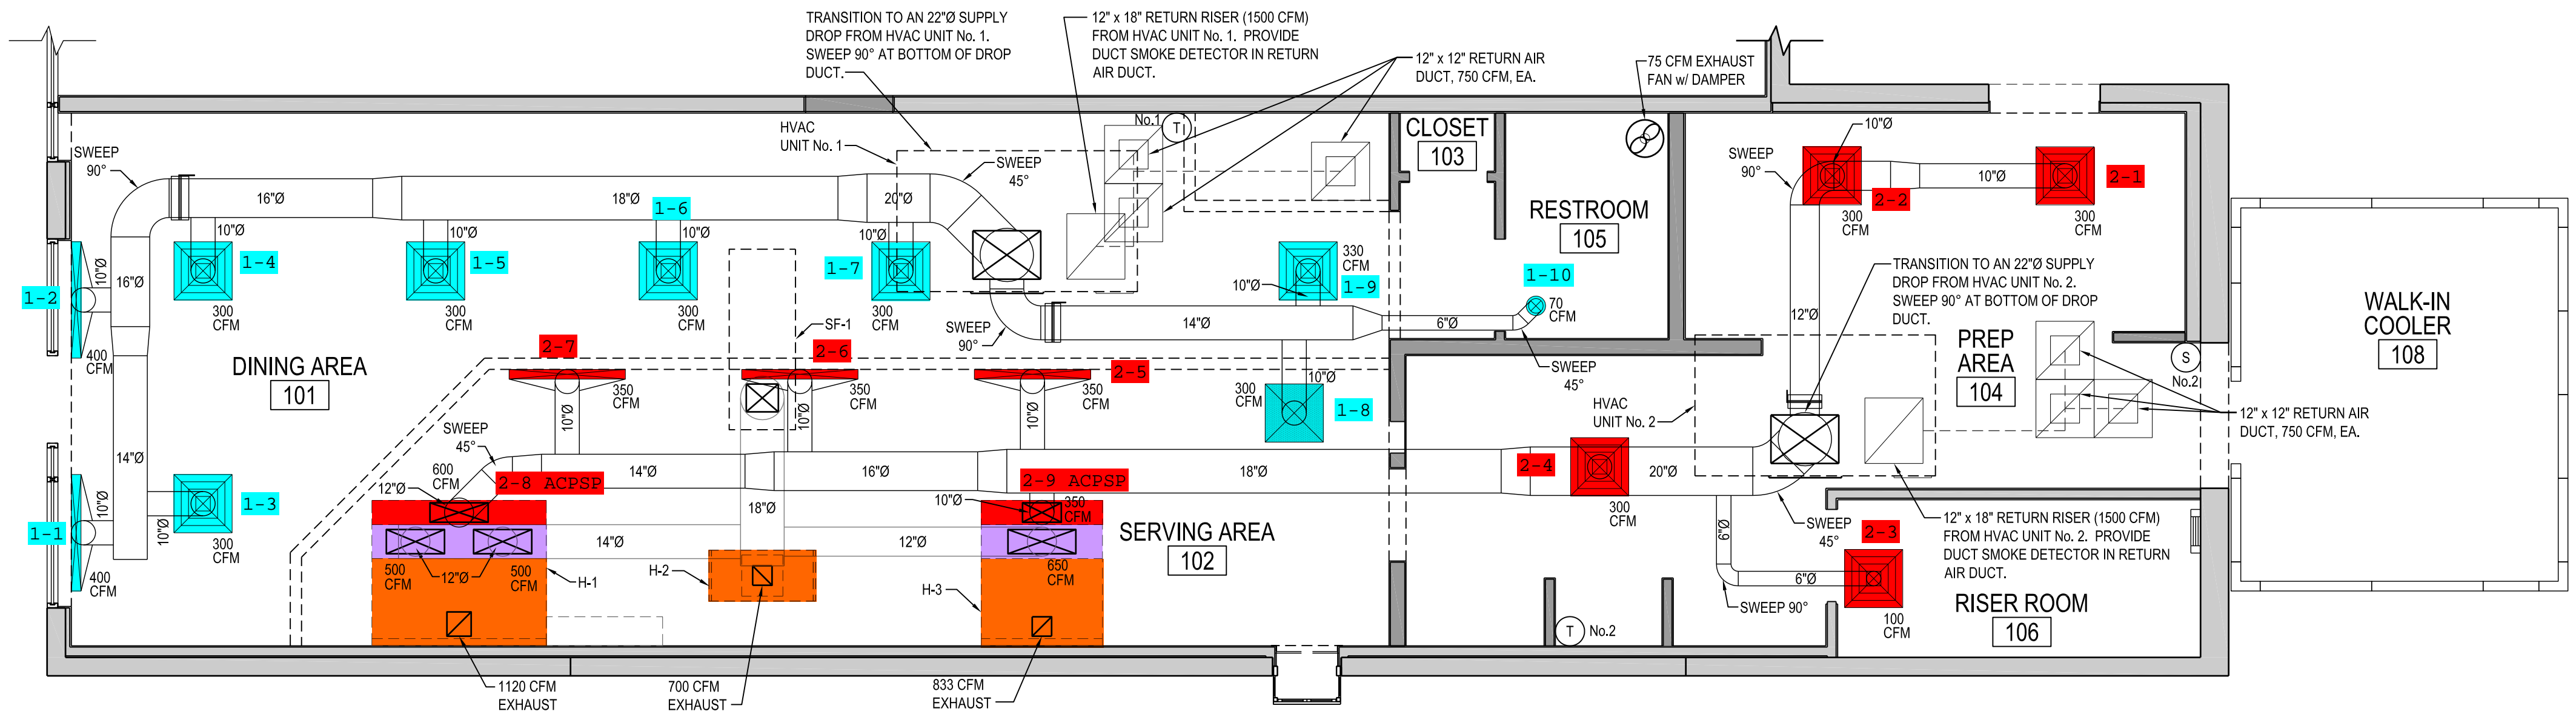 TRANSITION TO AN 22"Ø SUPPLY
DROP FROM HVAC UNIT No. 1.
SWEEP 90° AT BOTTOM OF DROP
DUCT.
12" x 18" RETURN RISER (1500 CFM)
FROM HVAC UNIT No. 1. PROVIDE
DUCT SMOKE DETECTOR IN RETURN
AIR DUCT.
12" x 12" RETURN AIR
DUCT, 750 CFM, EA.
75 CFM EXHAUST
FAN w/ DAMPER
HVAC
UNIT No. 1
No.1
T
CLOSET
103
SWEEP
90°
SWEEP
45°
16"Ø
18"Ø
20"Ø
1-6
10"Ø
10"Ø
10"Ø
10"Ø
1-4
1-5
1-7
300
CFM
300
CFM
300
CFM
300
CFM
RESTROOM
105
330
CFM
10"Ø
1-9
1-10
70
CFM
10"Ø
SWEEP
90°
2-2
10"Ø
2-1
300
CFM
300
CFM
TRANSITION TO AN 22"Ø SUPPLY
DROP FROM HVAC UNIT No. 2.
SWEEP 90° AT BOTTOM OF DROP
DUCT.
12"Ø
PREP
AREA
104
WALK-IN
COOLER
108
S
No.2
12" x 12" RETURN AIR
DUCT, 750 CFM, EA.
1-2
10"Ø
16"Ø
400
CFM
SF-1
SWEEP
90°
14"Ø
6"Ø
SWEEP
45°
DINING AREA
101
2-7
2-6
2-5
350
CFM
350
CFM
350
CFM
10"Ø
10"Ø
10"Ø
10"Ø
300
CFM
1-8
HVAC
UNIT No. 2
14"Ø
SWEEP
45°
600
CFM
14"Ø
16"Ø
18"Ø
2-4
20"Ø
300
CFM
1-1
10"Ø
10"Ø
1-3
300
CFM
400
CFM
12"Ø
2-8 ACPSP
2-9 ACPSP
10"Ø
350
CFM
18"Ø
14"Ø
12"Ø
500
CFM
12"Ø
500
CFM
650
CFM
H-1
H-2
H-3
SERVING AREA
102
6"Ø
SWEEP
45°
2-3
6"Ø
SWEEP 90°
100
CFM
12" x 18" RETURN RISER (1500 CFM)
FROM HVAC UNIT No. 2. PROVIDE
DUCT SMOKE DETECTOR IN RETURN
AIR DUCT.
RISER ROOM
106
T
No.2
1120 CFM
EXHAUST
700 CFM
EXHAUST
833 CFM
EXHAUST